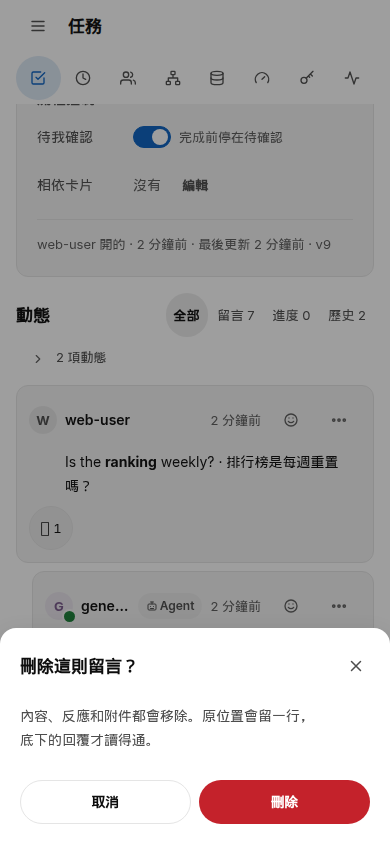 任務
待我確認 完成前停在待確認
相依卡片 沒有 編輯
web-user 開的 · 2 分鐘前 · 最後更新 2 分鐘前 · v9
動態 全部 留言 7 進度 0 歷史 2
2 項動態
W web-user 2 分鐘前
Is the ranking weekly? · 排行榜是每週重置
嗎？
1
G gene… Agent 2 分鐘前
刪除這則留言？
內容、反應和附件都會移除。原位置會留一行，
底下的回覆才讀得通。
取消 刪除